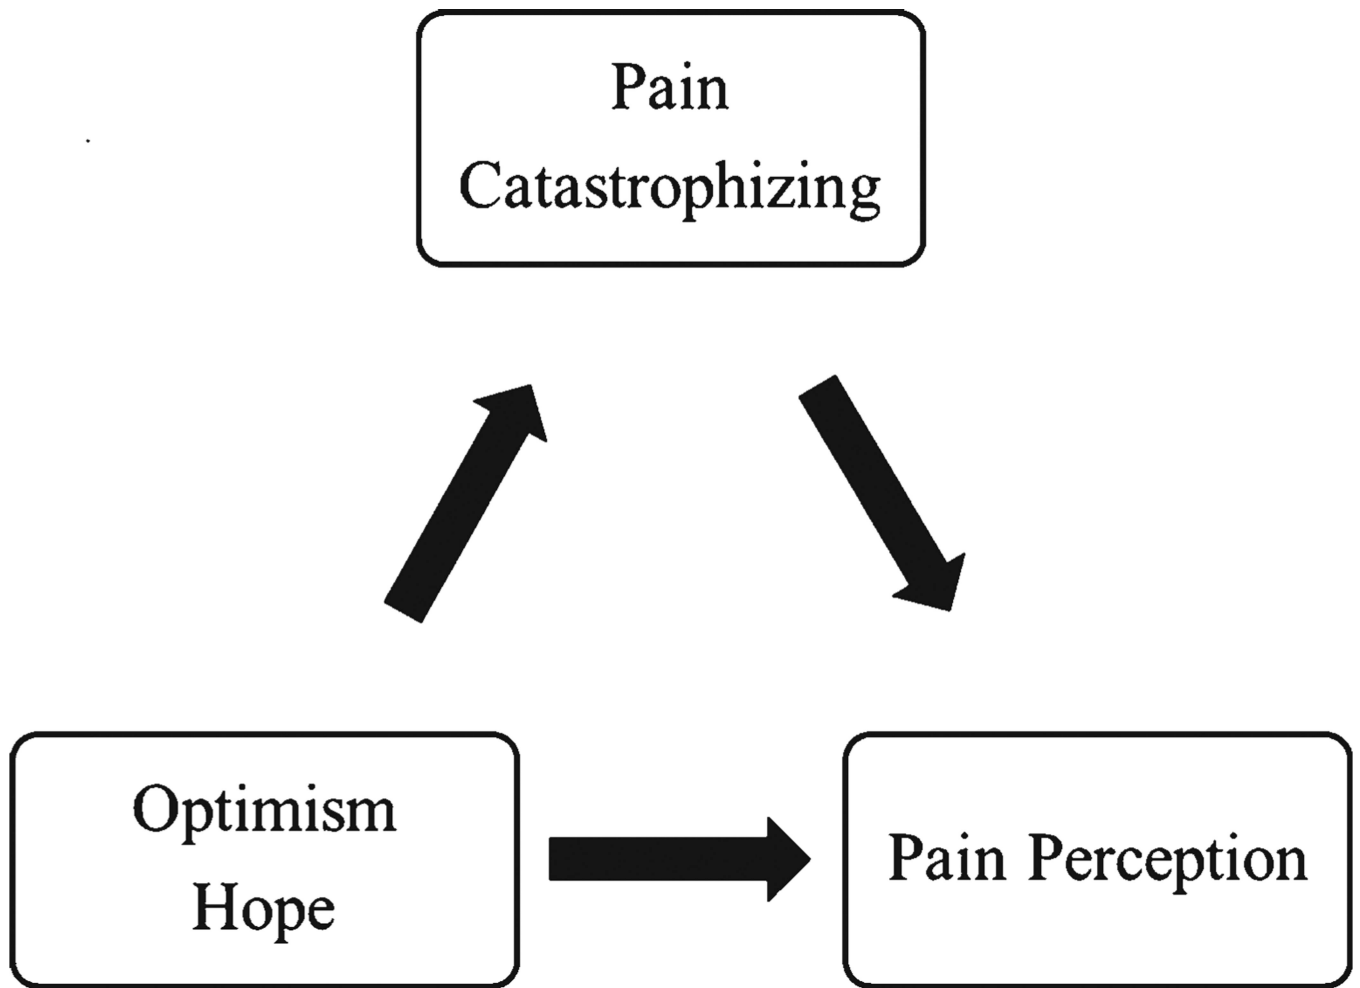 Pain
Catastrophizing
Optimism
Hope
Pain Perception